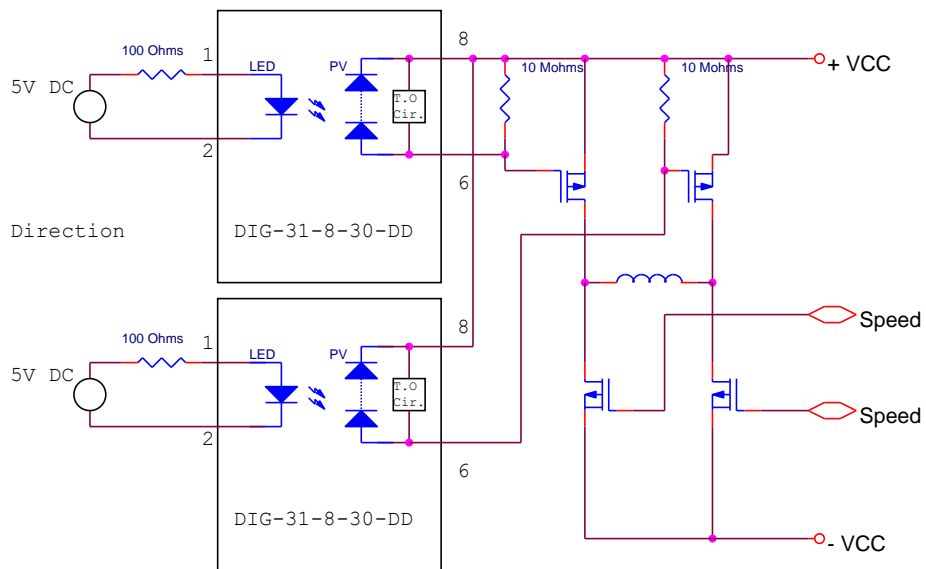 100 Ohms
1
LED
PV
8
10 Mohms
10 Mohms
+ VCC
5V DC
T.O
Cir.
2
6
Direction
DIG-31-8-30-DD
100 Ohms
1
LED
PV
8
Speed
5V DC
T.O
Cir.
2
6
Speed
DIG-31-8-30-DD
- VCC